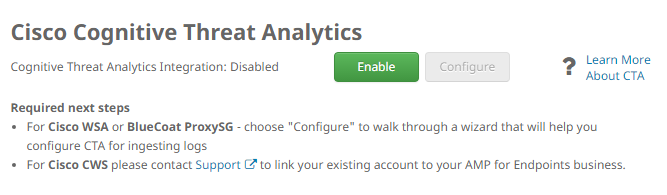 Cisco Cognitive Threat Analytics
Cognitive Threat Analytics Integration: Disabled
Enable
Configure
? Learn More
About CTA
Required next steps
• For Cisco WSA or BlueCoat ProxySG - choose "Configure" to walk through a wizard that will help you
configure CTA for ingesting logs
• For Cisco CWS please contact Support to link your existing account to your AMP for Endpoints business.